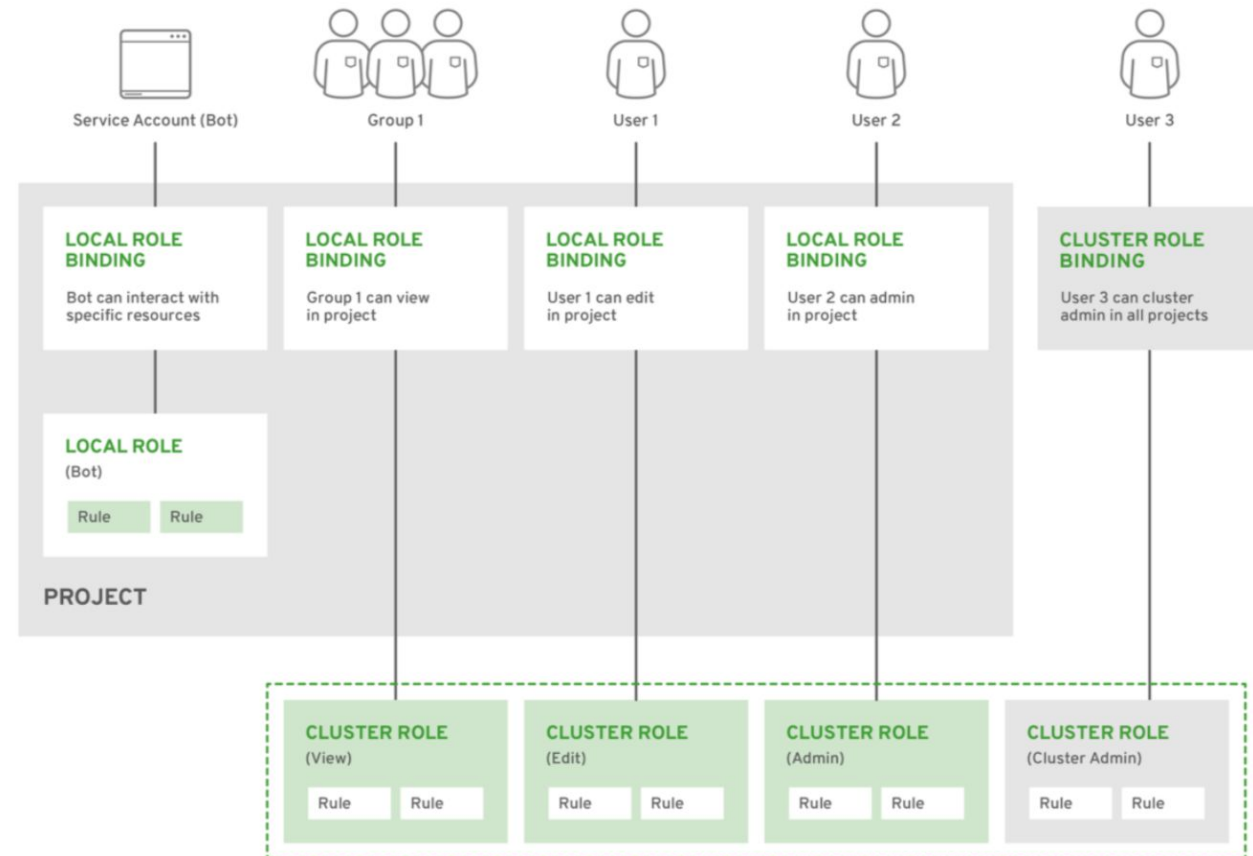 Service Account (Bot)
Group 1
User 1
User 2
User 3
LOCAL ROLE
BINDING
Bot can interact with
specific resources
LOCAL ROLE
BINDING
Group 1 can view
in project
LOCAL ROLE
BINDING
User 1 can edit
in project
LOCAL ROLE
BINDING
User 2 can admin
in project
CLUSTER ROLE
BINDING
User 3 can cluster
admin in all projects
LOCAL ROLE
(Bot)
Rule
Rule
PROJECT
CLUSTER ROLE
(View)
Rule
Rule
CLUSTER ROLE
(Edit)
Rule
Rule
CLUSTER ROLE
(Admin)
Rule
Rule
CLUSTER ROLE
(Cluster Admin)
Rule
Rule